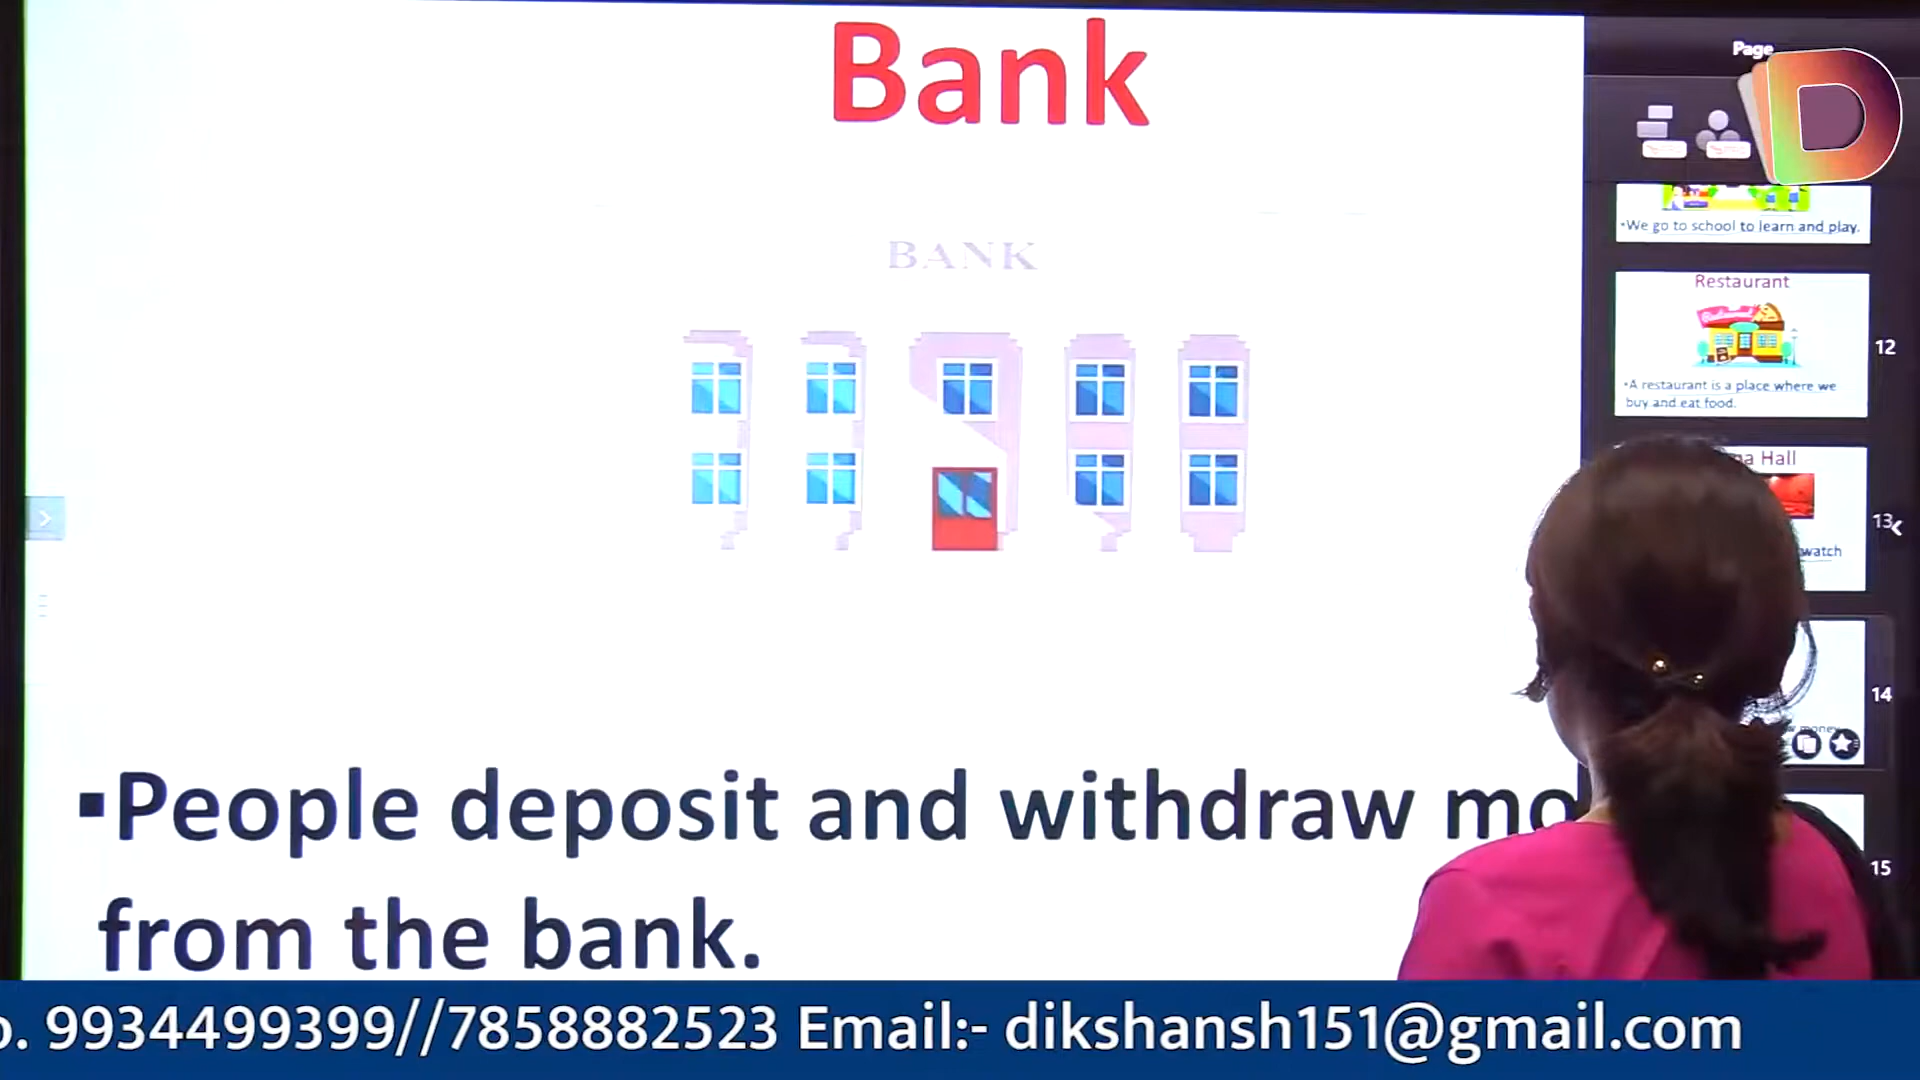 Bank
BANK
▪People deposit and withdraw
from the bank.
Page
•We go to school to learn and play.
Restaurant
•A restaurant is a place where we
buy and eat food.
12
Hall
13
watch
14
money
15
9934499399//7858882523 Email:- dikshansh151@gmail.com